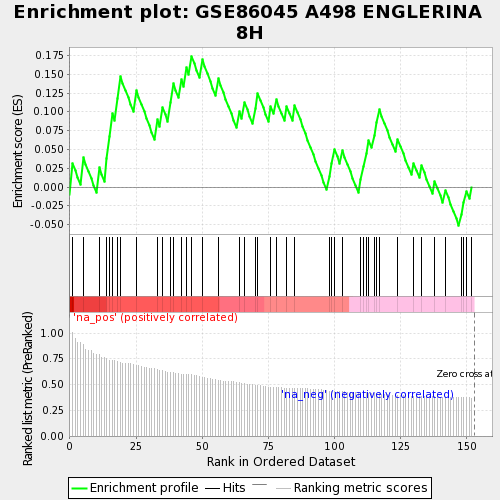 Enrichment plot: GSE86045 A498 ENGLERINA
8H
Enrichment score (ES)
0.175
0.150
0.125
0.100
0.075
0.050
0.025
0.000
-0.025
-0.050
'na_pos' (positively correlated)
Ranked list metric (PreRanked)
1.00
0.75
0.50
0.25
0.00
Zero cross at
'na_neg' (negatively correlated)
0
25
50
75
100
125
150
Rank in Ordered Dataset
Enrichment profile
Hits
Ranking metric scores